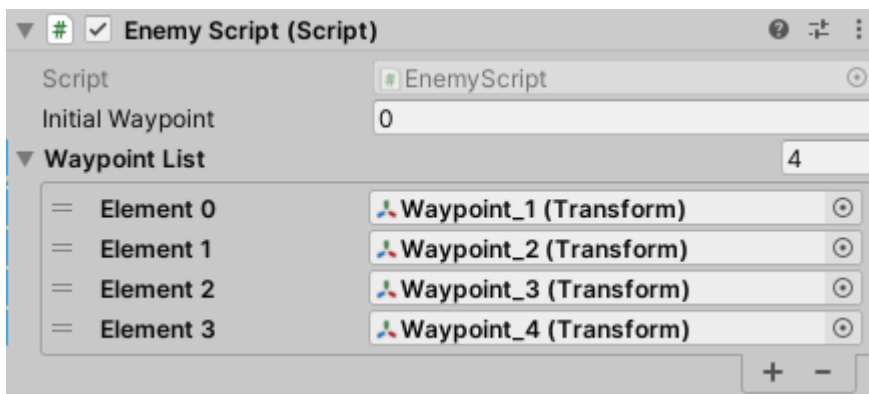 # Enemy Script (Script)
Script # EnemyScript
Initial Waypoint 0
Waypoint List 4
Element 0 Waypoint_1 (Transform)
Element 1 Waypoint_2 (Transform)
Element 2 Waypoint_3 (Transform)
Element 3 Waypoint_4 (Transform)
+ −